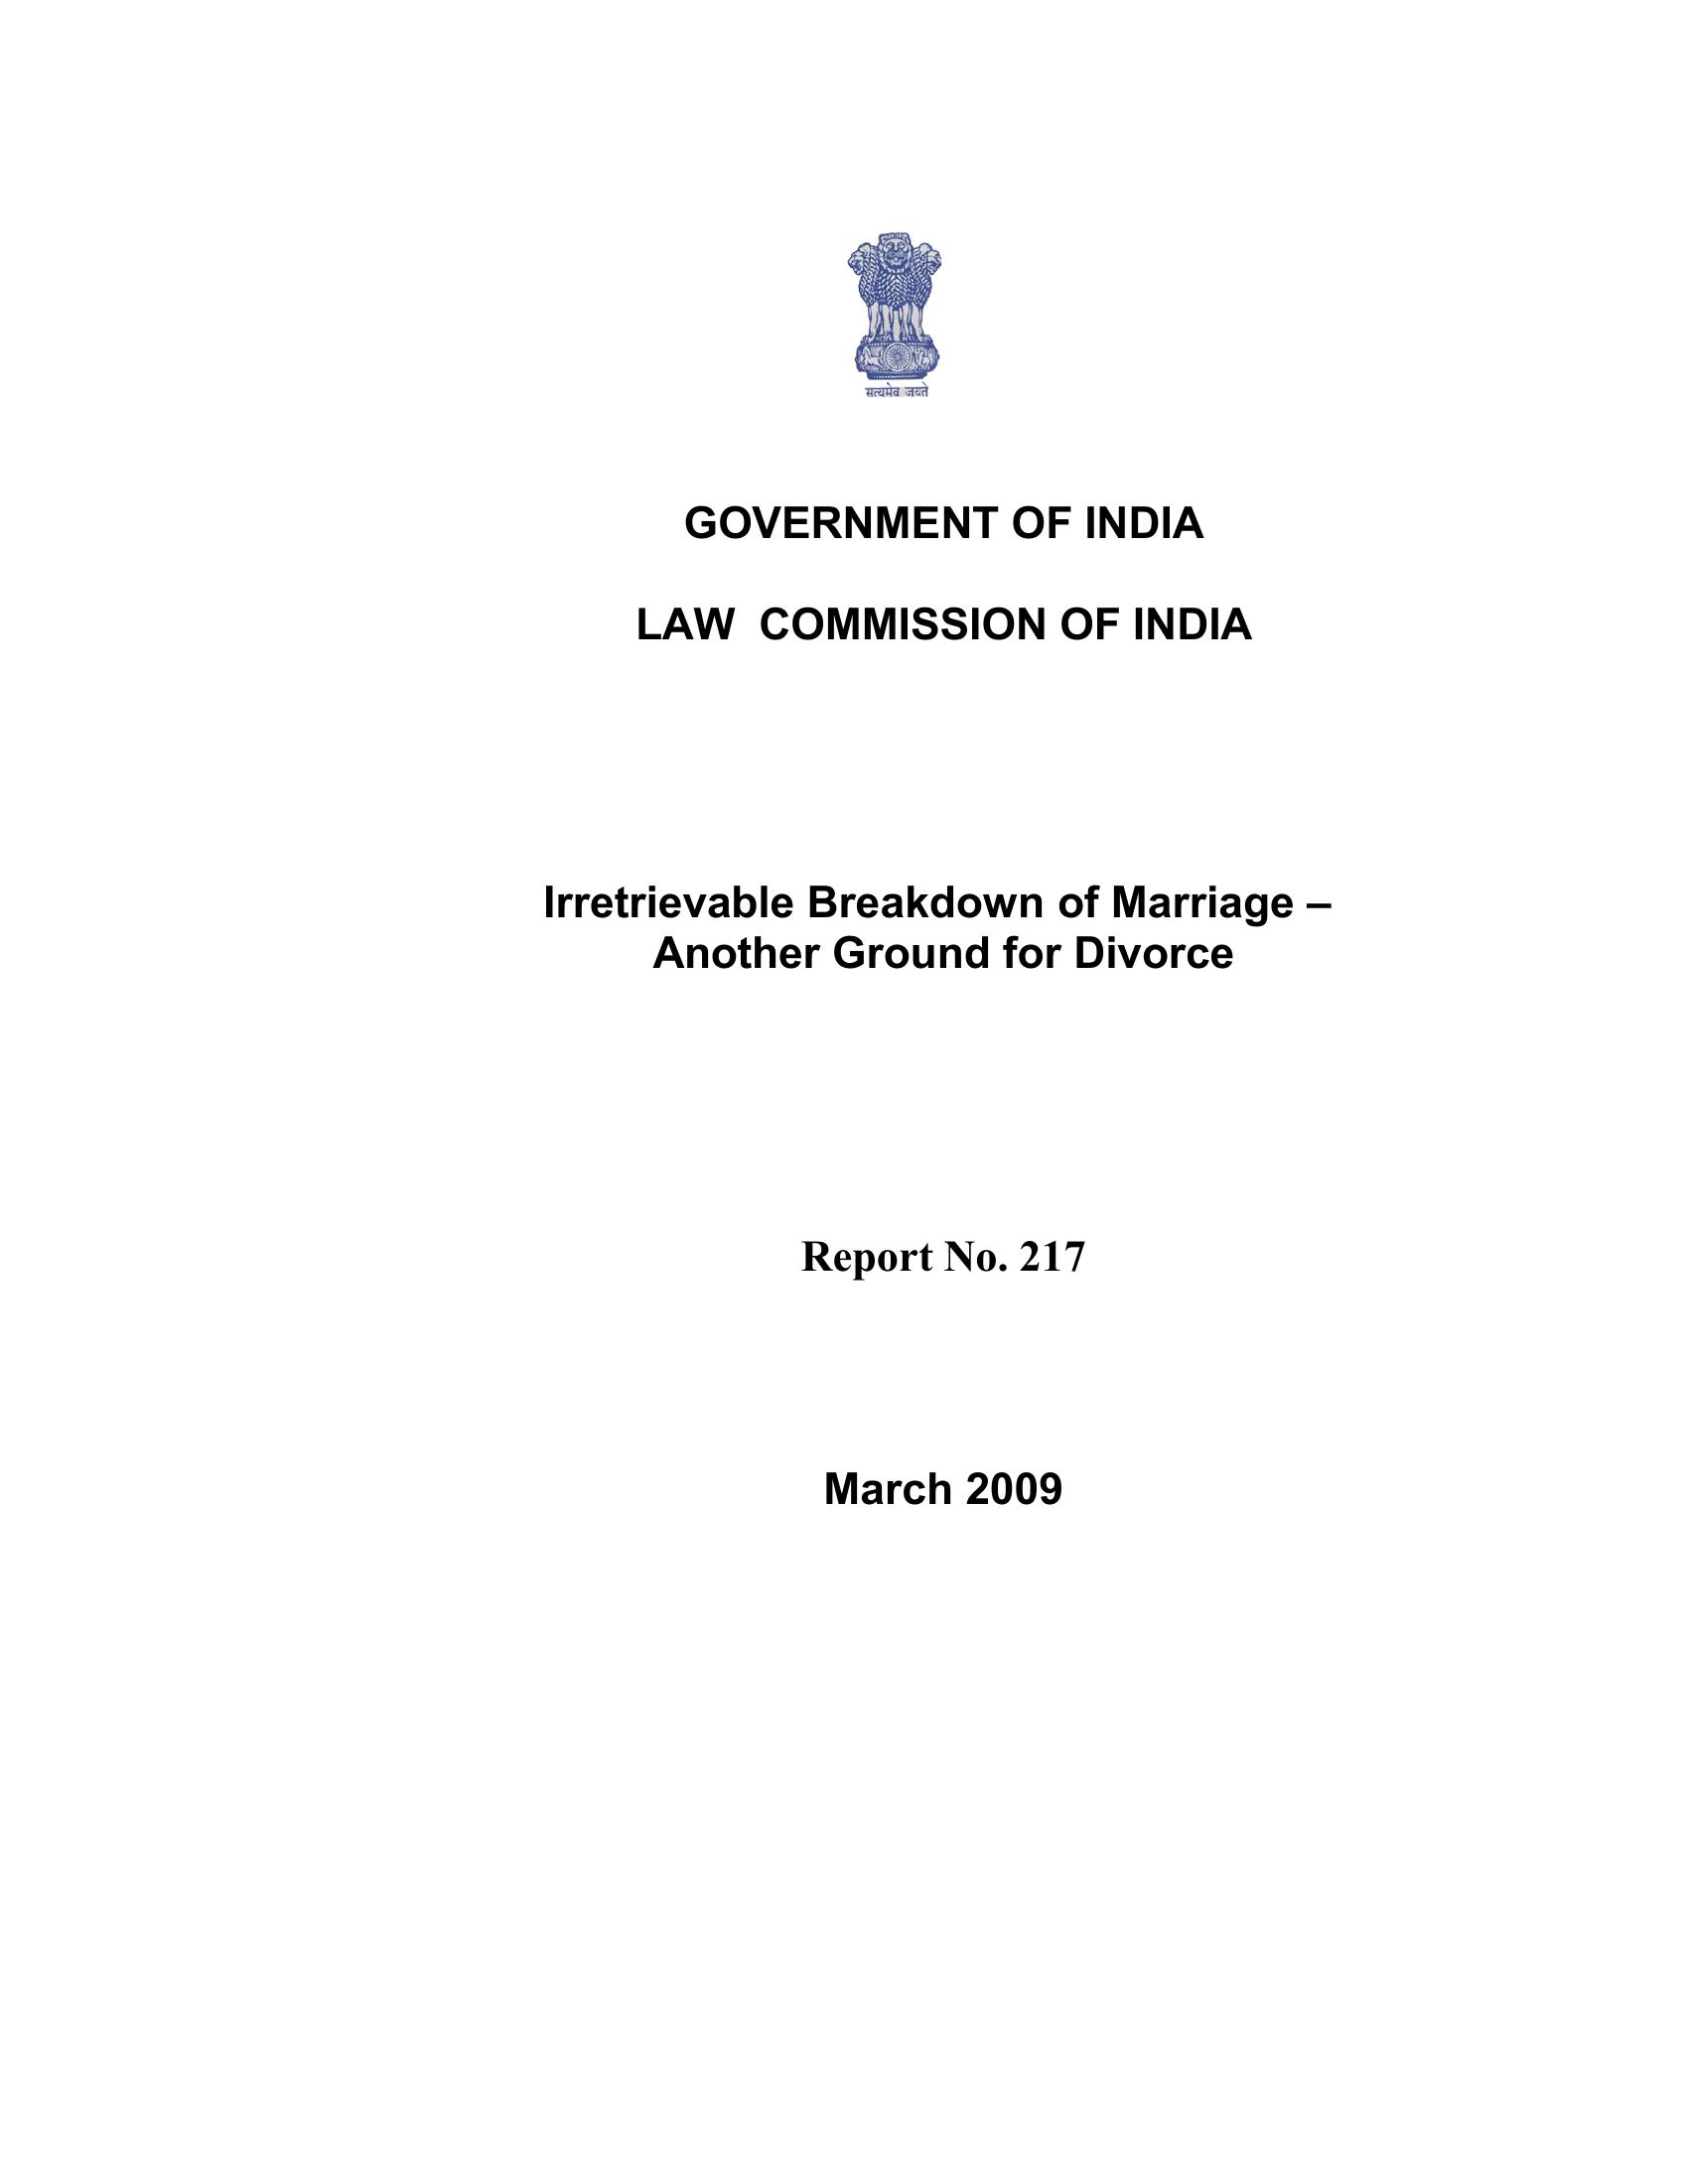 सत्यमेव जयते
GOVERNMENT OF INDIA
LAW COMMISSION OF INDIA
Irretrievable Breakdown of Marriage –
Another Ground for Divorce
Report No. 217
March 2009